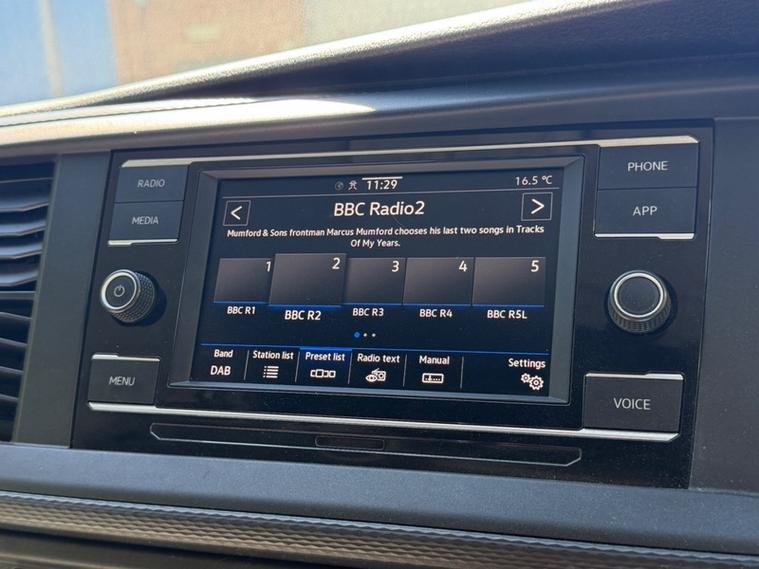 RADIO
MEDIA
MENU
11:29
16.5 °C
<
BBC Radio2
>
Mumford & Sons frontman Marcus Mumford chooses his last two songs in Tracks
Of My Years.
1 2 3 4 5
BBC R1 BBC R2 BBC R3 BBC R4 BBC R5L
Band Station list Preset list Radio text Manual Settings
DAB
PHONE
APP
VOICE